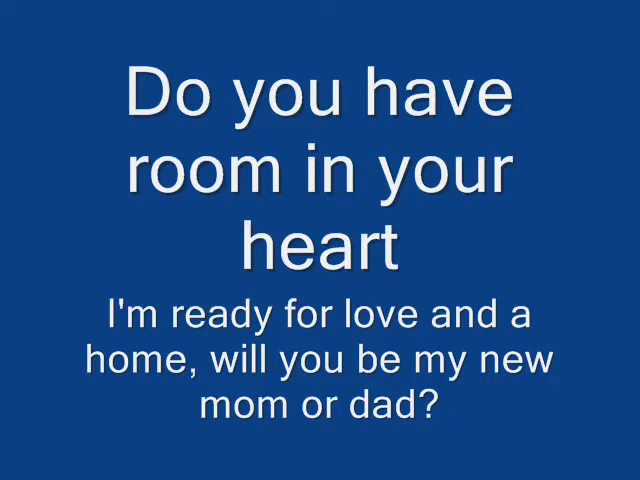 Do you have
room in your
heart
I'm ready for love and a
home, will you be my new
mom or dad?